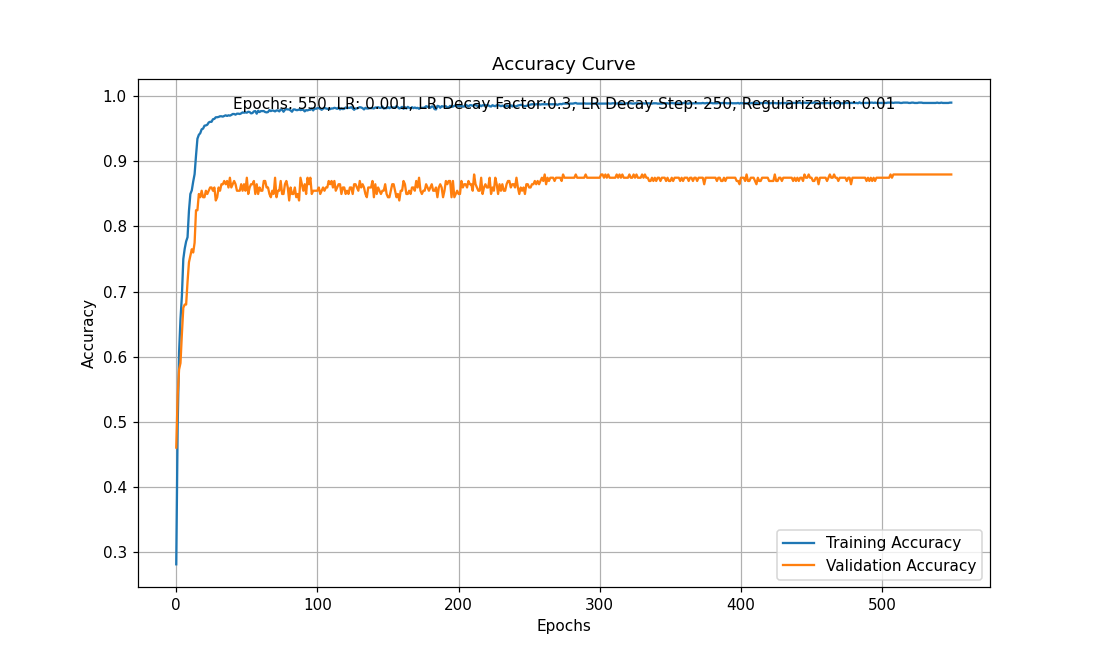 Accuracy Curve
Epochs: 550, LR: 0.001, LR Decay Factor:0.3, LR Decay Step: 250, Regularization: 0.01
1.0
0.9
0.8
0.7
0.6
0.5
0.4
0.3
Accuracy
Training Accuracy
Validation Accuracy
0 100 200 300 400 500
Epochs